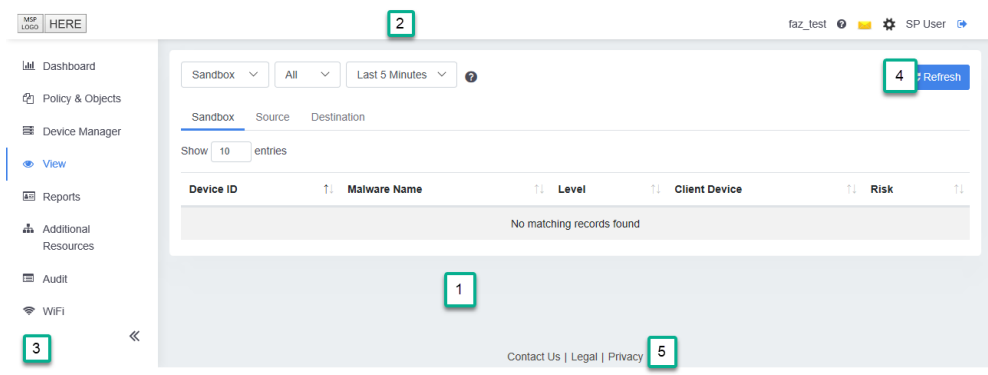 MSP LOGO HERE
2
faz_test SP User
Dashboard
Policy & Objects
Device Manager
View
Reports
Additional
Resources
Audit
WiFi
3
Sandbox All Last 5 Minutes
4 Refresh
Sandbox Source Destination
Show 10 entries
Device ID Malware Name Level Client Device Risk
No matching records found
1
Contact Us | Legal | Privacy 5